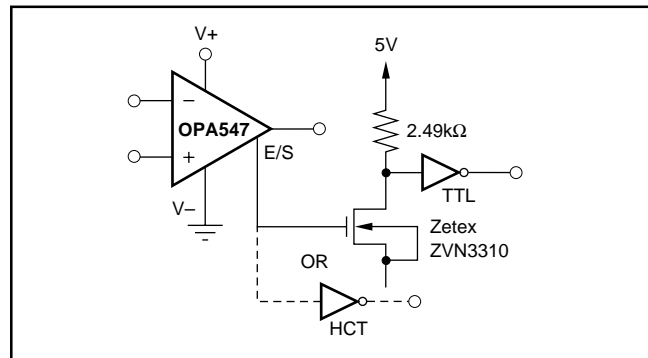 V+
5V
−
OPA547
+
E/S
2.49kΩ
TTL
V−
Zetex
ZVN3310
OR
HCT